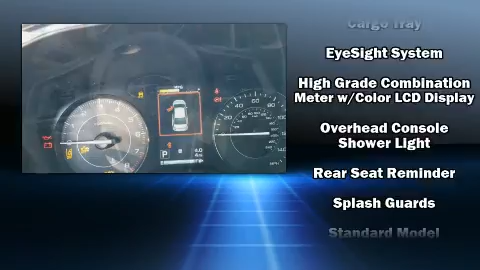 Cargo Tray
EyeSight System
High Grade Combination
Meter w/Color LCD Display
Overhead Console
Shower Light
Rear Seat Reminder
Splash Guards
Standard Model
P